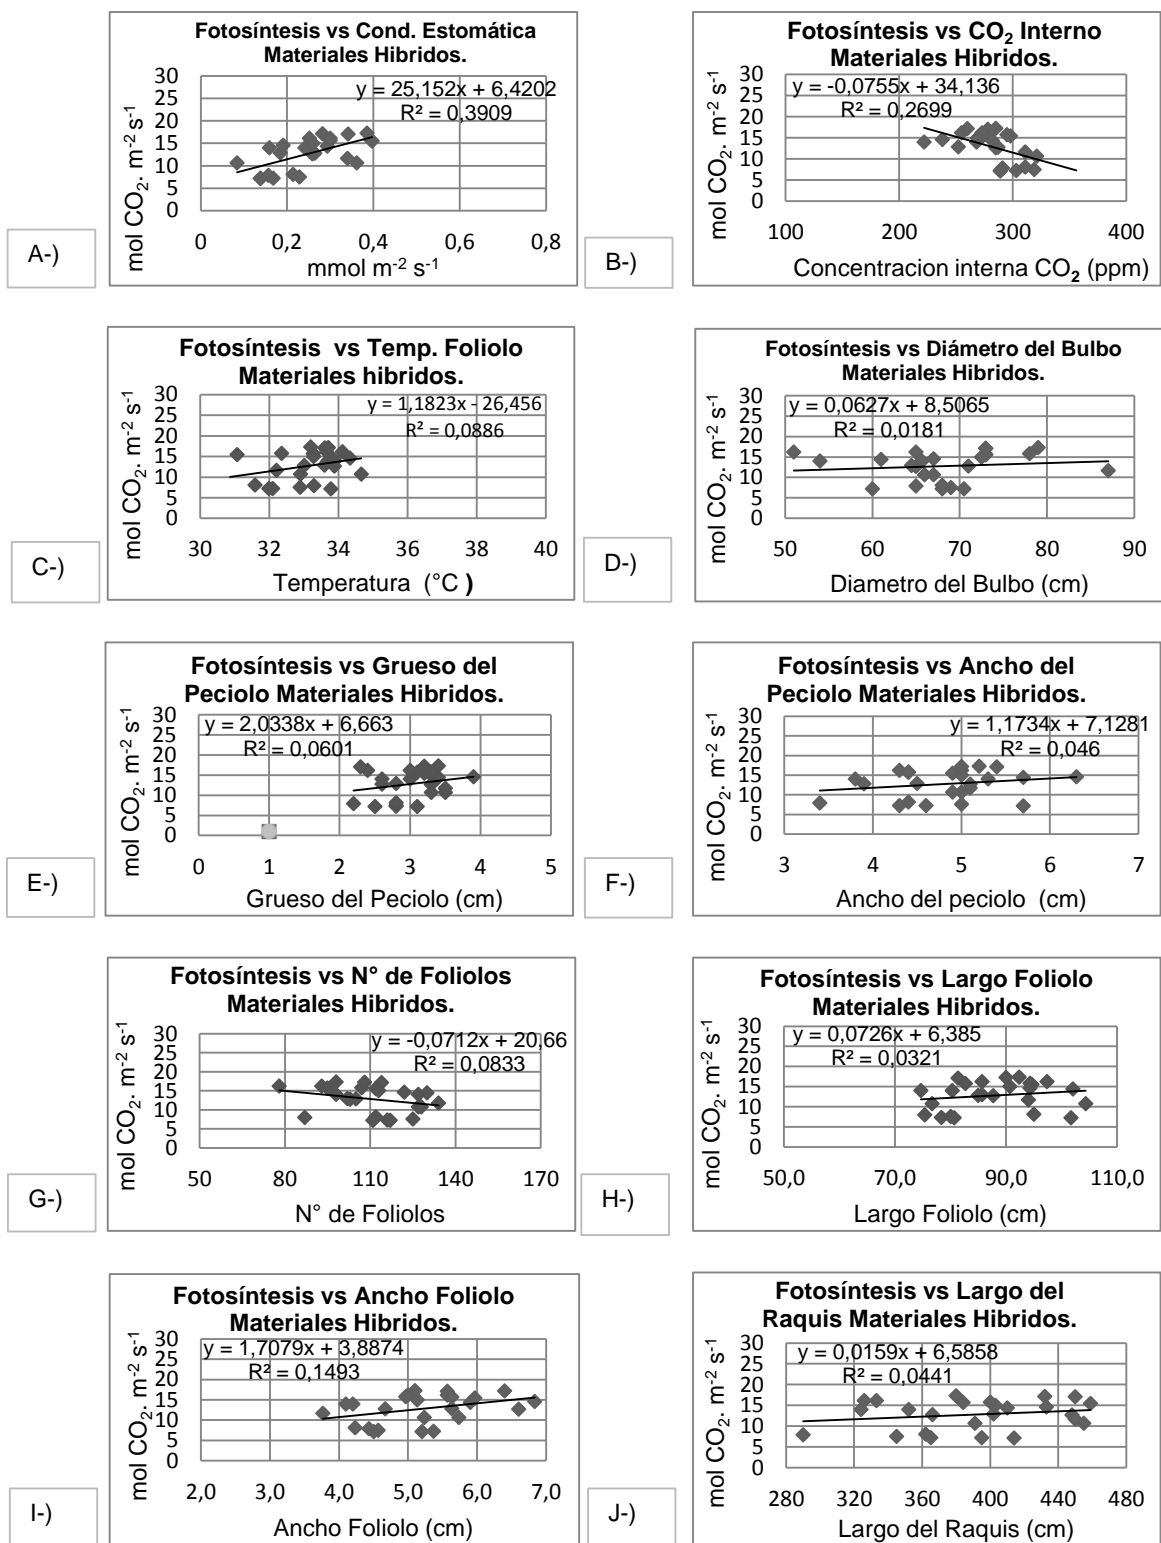 Fotosíntesis vs Cond. Estomática
Materiales Hibridos.
y = 25,152x + 6,4202
R² = 0,3909
mol CO₂. m⁻² s⁻¹
30
25
20
15
10
5
0
0 0,2 0,4 0,6 0,8
mmol m⁻² s⁻¹
A-)
Fotosíntesis vs CO₂ Interno
Materiales Hibridos.
y = -0,0755x + 34,136
R² = 0,2699
mol CO₂. m⁻² s⁻¹
30
25
20
15
10
5
0
100 200 300 400
Concentracion interna CO₂ (ppm)
B-)
Fotosíntesis vs Temp. Foliolo
Materiales hibridos.
y = 1,1823x - 26,456
R² = 0,0886
mol CO₂. m⁻² s⁻¹
30
25
20
15
10
5
0
30 32 34 36 38 40
Temperatura (°C )
C-)
Fotosíntesis vs Diámetro del Bulbo
Materiales Hibridos.
y = 0,0627x + 8,5065
R² = 0,0181
mol CO₂. m⁻² s⁻¹
30
25
20
15
10
5
0
50 60 70 80 90
Diametro del Bulbo (cm)
D-)
Fotosíntesis vs Grueso del
Peciolo Materiales Hibridos.
y = 2,0338x + 6,663
R² = 0,0601
mol CO₂. m⁻² s⁻¹
30
25
20
15
10
5
0
0 1 2 3 4 5
Grueso del Peciolo (cm)
E-)
Fotosíntesis vs Ancho del
Peciolo Materiales Hibridos.
y = 1,1734x + 7,1281
R² = 0,046
mol CO₂. m⁻² s⁻¹
30
25
20
15
10
5
0
3 4 5 6 7
Ancho del peciolo (cm)
F-)
Fotosíntesis vs N° de Foliolos
Materiales Hibridos.
y = -0,0712x + 20,66
R² = 0,0833
mol CO₂. m⁻² s⁻¹
30
25
20
15
10
5
0
50 80 110 140 170
N° de Foliolos
G-)
Fotosíntesis vs Largo Foliolo
Materiales Hibridos.
y = 0,0726x + 6,385
R² = 0,0321
mol CO₂. m⁻² s⁻¹
30
25
20
15
10
5
0
50,0 70,0 90,0 110,0
Largo Foliolo (cm)
H-)
Fotosíntesis vs Ancho Foliolo
Materiales Hibridos.
y = 1,7079x + 3,8874
R² = 0,1493
mol CO₂. m⁻² s⁻¹
30
25
20
15
10
5
0
2,0 3,0 4,0 5,0 6,0 7,0
Ancho Foliolo (cm)
I-)
Fotosíntesis vs Largo del
Raquis Materiales Hibridos.
y = 0,0159x + 6,5858
R² = 0,0441
mol CO₂. m⁻² s⁻¹
30
25
20
15
10
5
0
280 320 360 400 440 480
Largo del Raquis (cm)
J-)